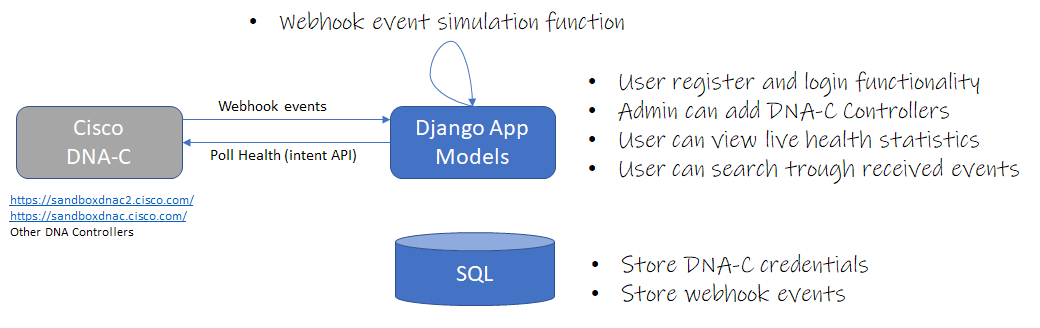 • Webhook event simulation function
Cisco
DNA-C
Webhook events
Poll Health (intent API)
Django App
Models
• User register and login functionality
• Admin can add DNA-C Controllers
• User can view live health statistics
• User can search trough received events
https://sandboxdnac2.cisco.com/
https://sandboxdnac.cisco.com/
Other DNA Controllers
SQL
• Store DNA-C credentials
• Store webhook events